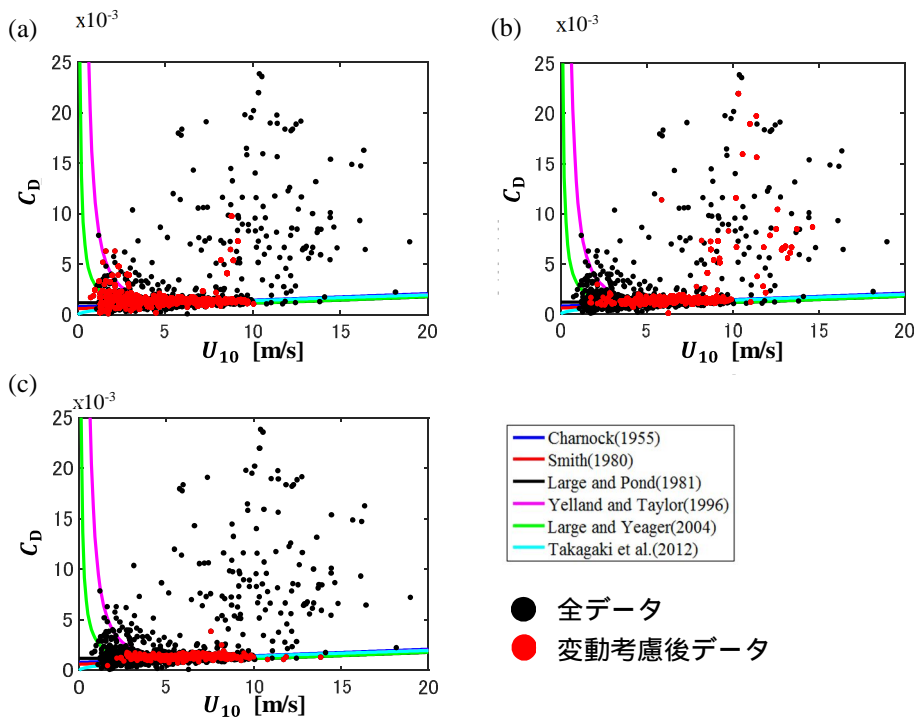 (a)
x10-3
25
20
15
10
5
0
CD
0
5
10
15
20
U10 [m/s]
(b)
x10-3
25
20
15
10
5
0
CD
0
5
10
15
20
U10 [m/s]
(c)
x10-3
25
20
15
10
5
0
CD
O
5
10
15
20
U10 [m/s]
Charnock(1955)
Smith(1980)
Large and Pond(1981)
Yelland and Taylor(1996)
Large and Yeager(2004)
Takagaki et al.(2012)
全データ
変動考慮後データ